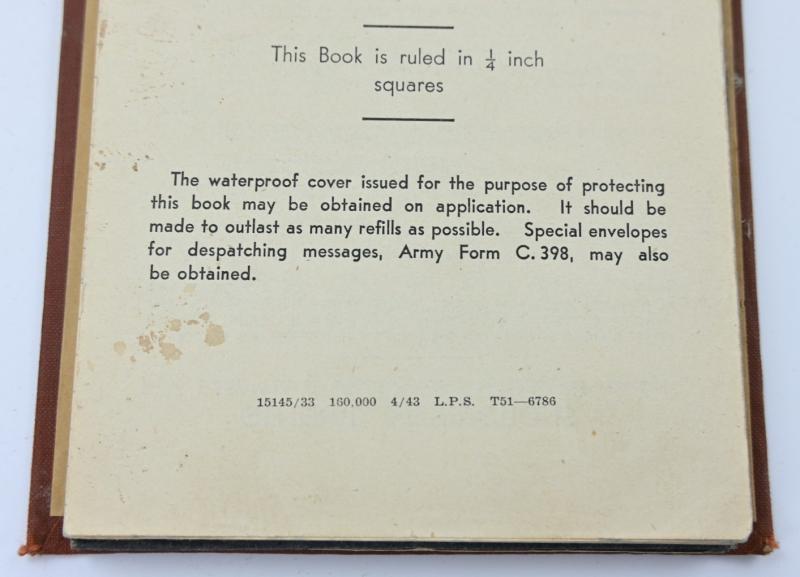 This Book is ruled in ¼ inch
squares
The waterproof cover issued for the purpose of protecting
this book may be obtained on application. It should be
made to outlast as many refills as possible. Special envelopes
for despatching messages, Army Form C. 398, may also
be obtained.
15145/33 160,000 4/43 L.P.S. T51—6786